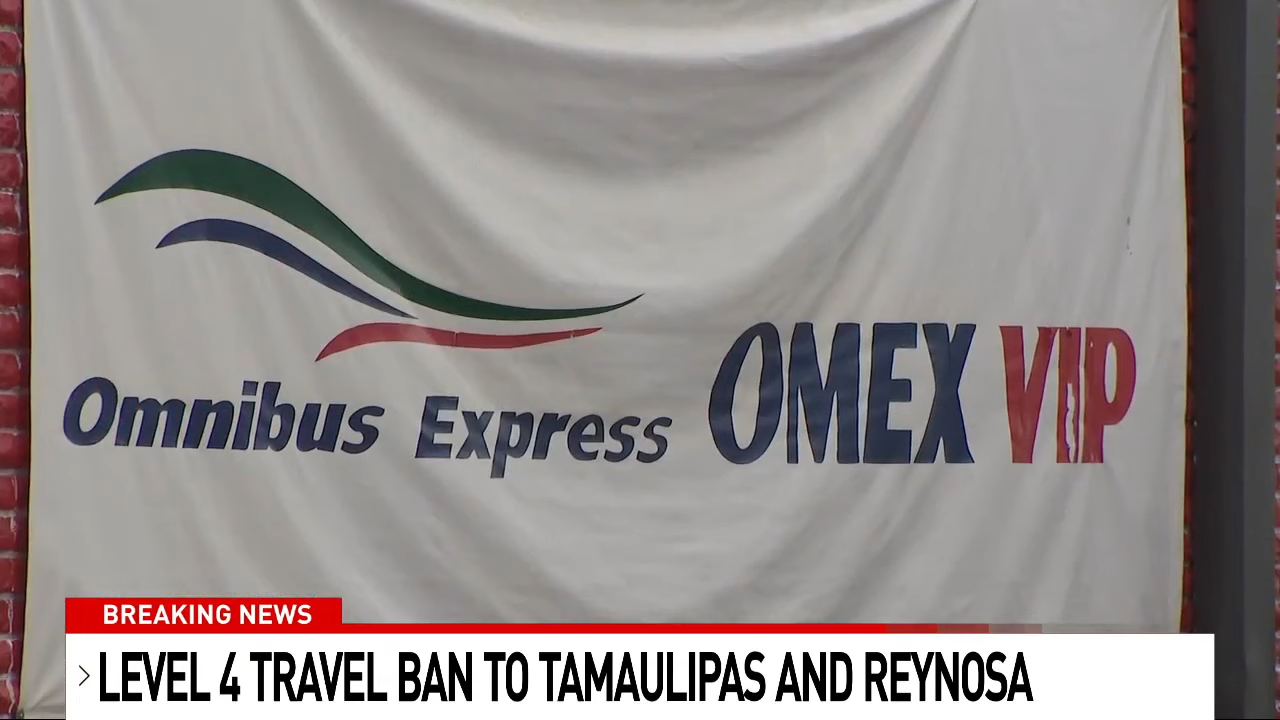 Omnibus Express OMEX VIP
BREAKING NEWS
LEVEL 4 TRAVEL BAN TO TAMAULIPAS AND REYNOSA